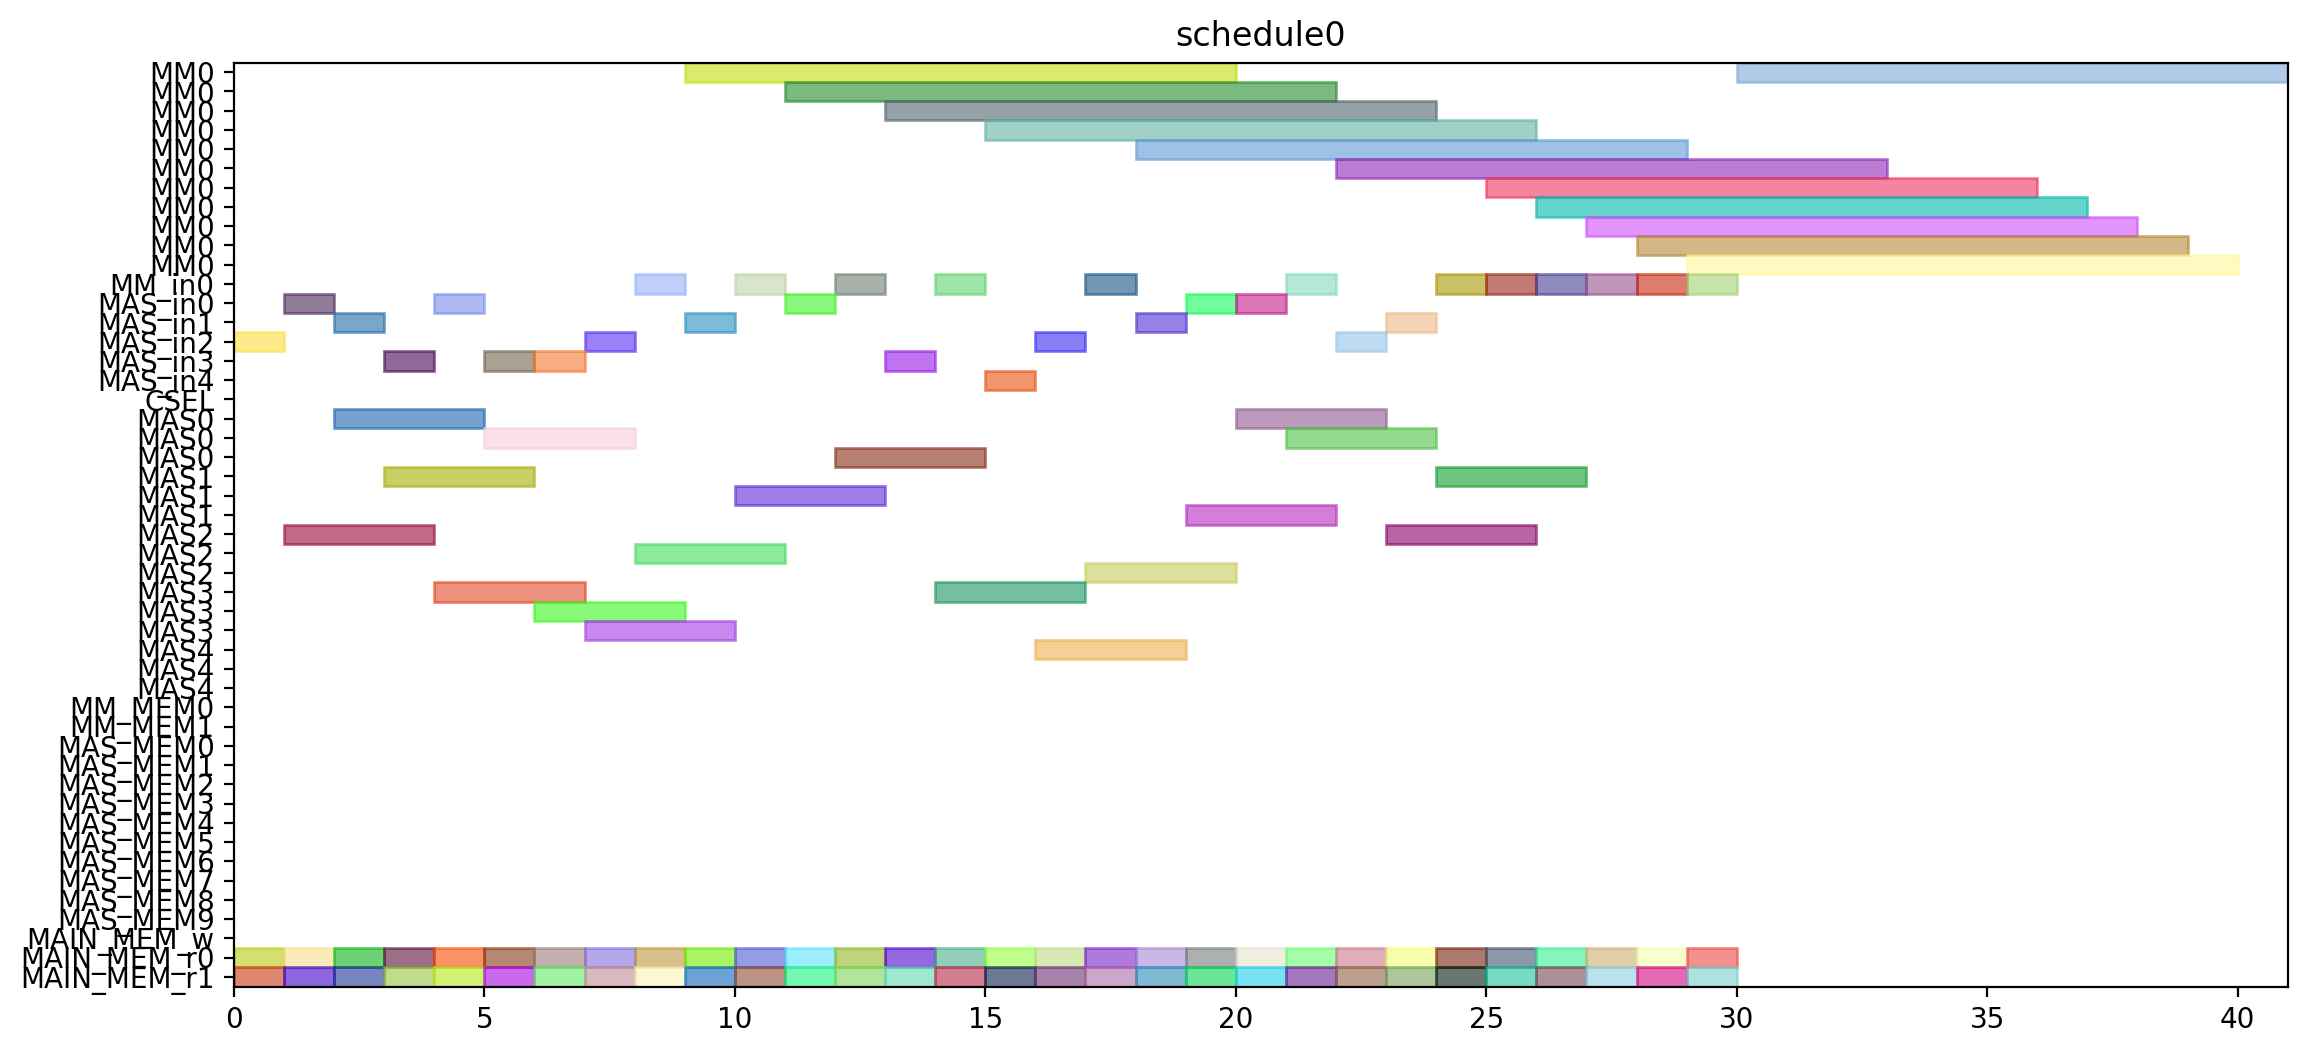 schedule0
MM0
MM0
MM0
MM0
MM0
MM0
MM0
MM0
MM0
MM0
MM0
MM_in0
MAS_in0
MAS_in1
MAS_in2
MAS_in3
MAS_in4
CSEL
MAS0
MAS0
MAS0
MAS1
MAS1
MAS1
MAS2
MAS2
MAS2
MAS3
MAS3
MAS3
MAS4
MAS4
MAS4
MM_MEM0
MM_MEM1
MAS_MEM0
MAS_MEM1
MAS_MEM2
MAS_MEM3
MAS_MEM4
MAS_MEM5
MAS_MEM6
MAS_MEM7
MAS_MEM8
MAS_MEM9
MAIN_MEM_w
MAIN_MEM_r0
MAIN_MEM_r1
0 5 10 15 20 25 30 35 40